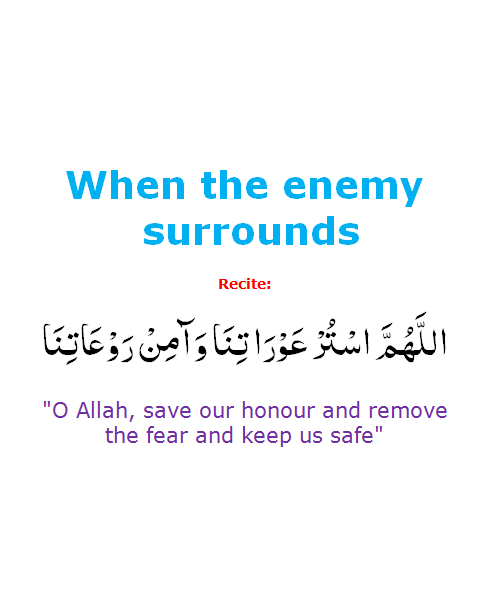 When the enemy
surrounds
Recite:
اللَّهُمَّ اسْتُرْ عَوْرَاتِنَا وَآمِنْ رَوْعَاتِنَا
"O Allah, save our honour and remove
the fear and keep us safe"